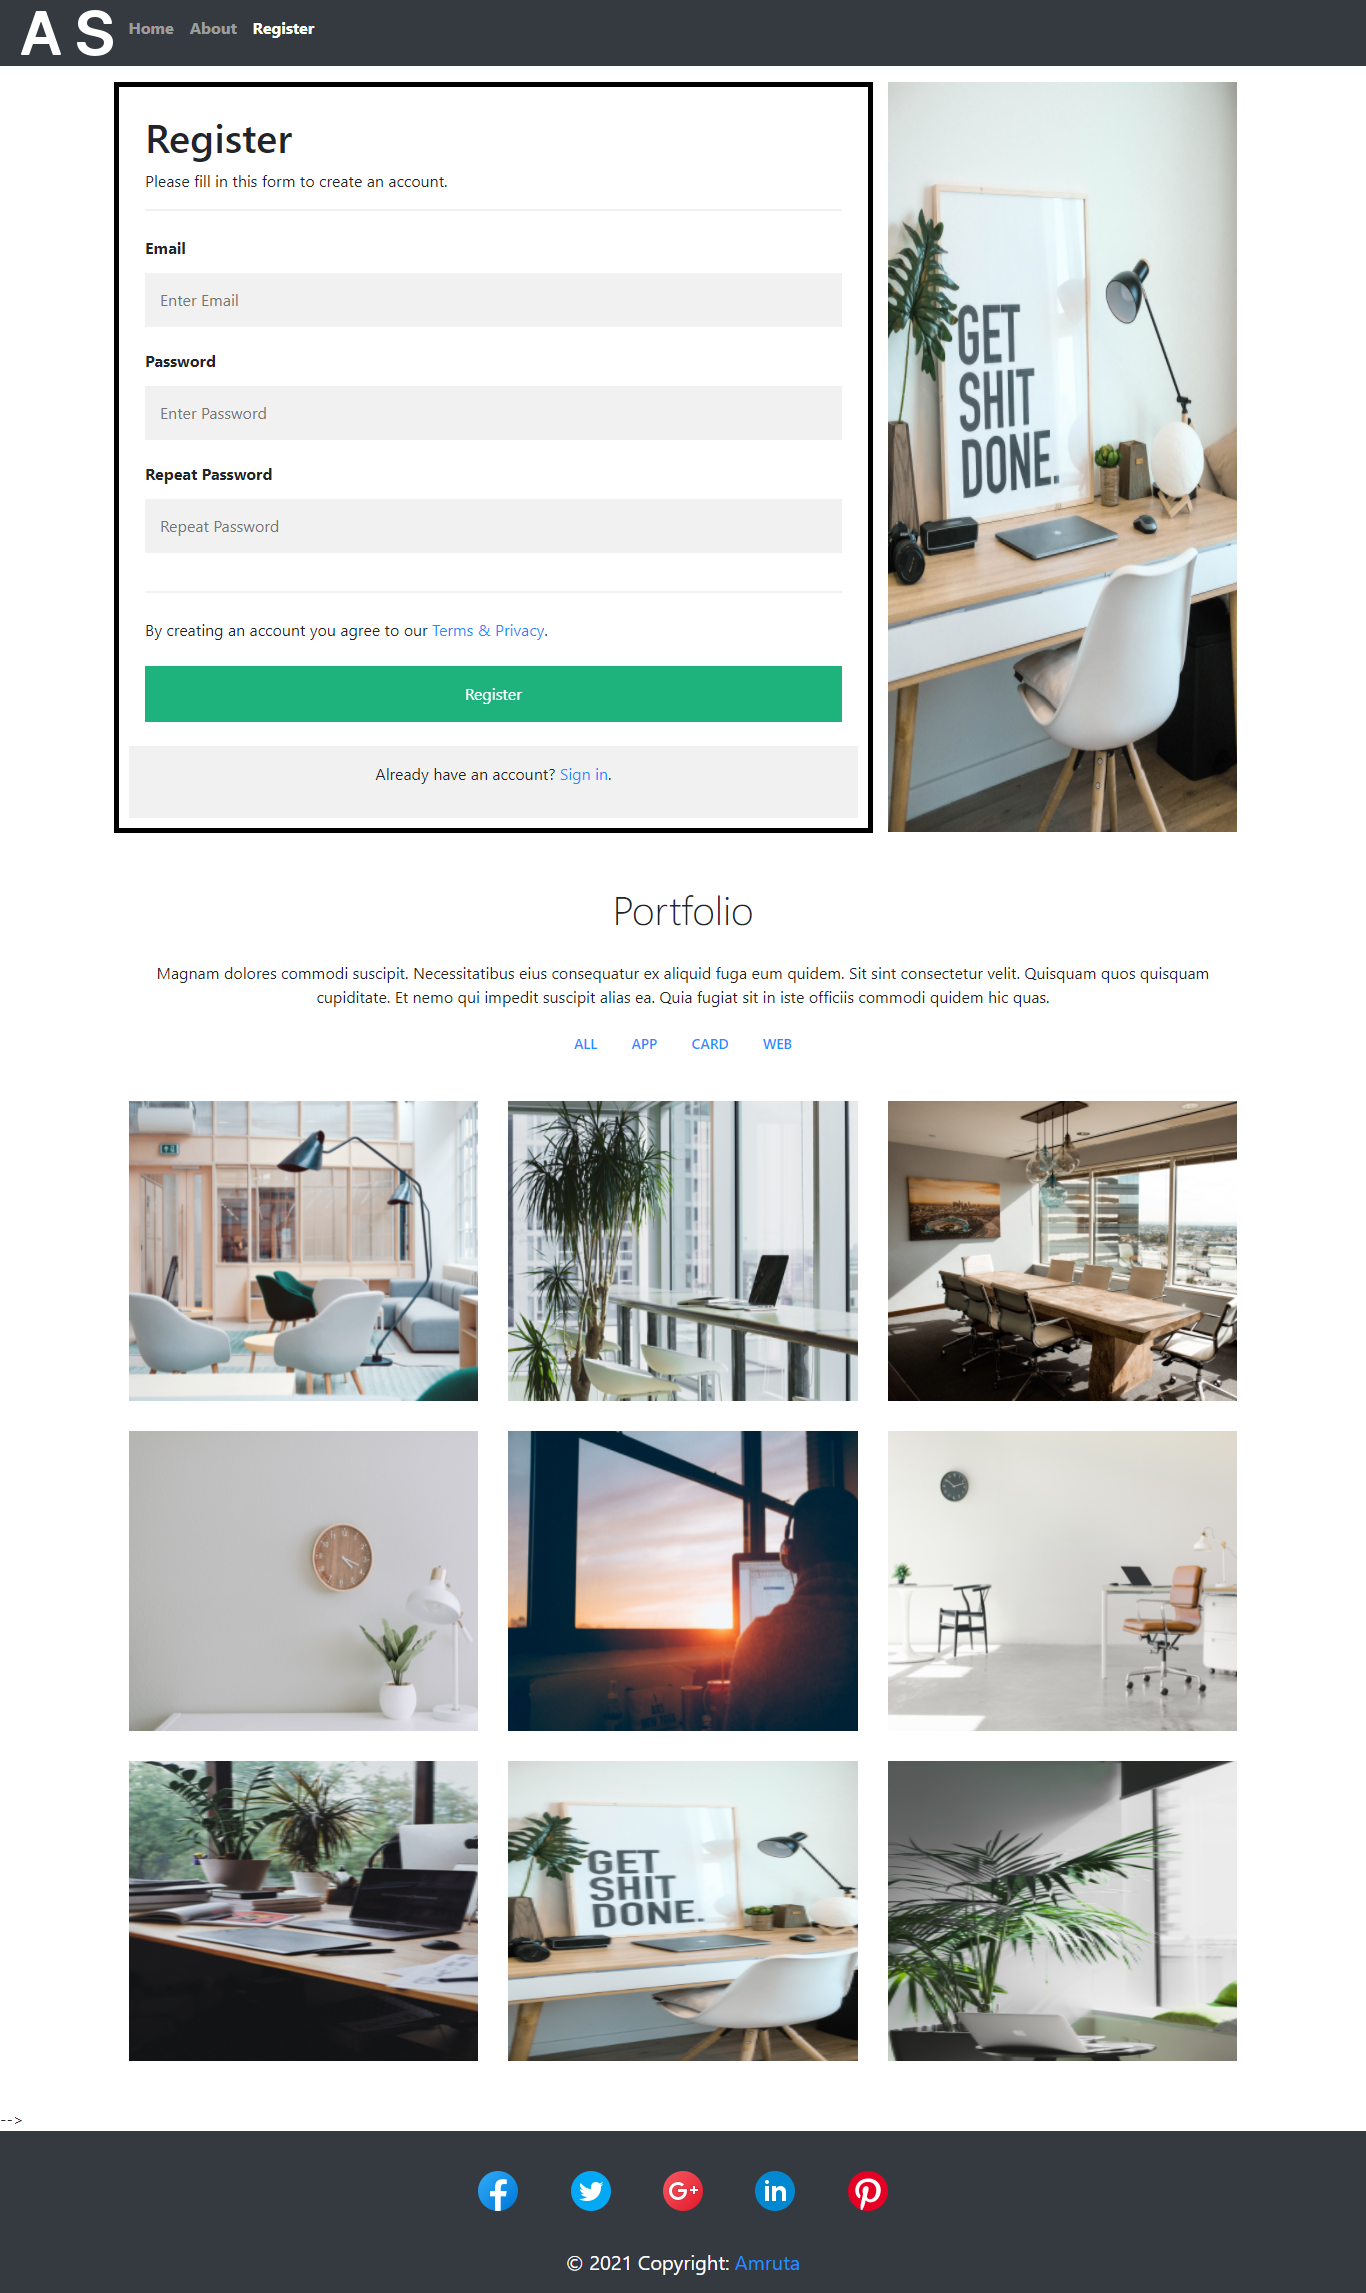 A S
Home About Register
Register
Please fill in this form to create an account.
Email
Enter Email
Password
Enter Password
Repeat Password
Repeat Password
By creating an account you agree to our Terms & Privacy.
Register
Already have an account? Sign in.
GET
SHIT
DONE.
Portfolio
Magnam dolores commodi suscipit. Necessitatibus eius consequatur ex aliquid fuga eum quidem. Sit sint consectetur velit. Quisquam quos quisquam
cupiditate. Et nemo qui impedit suscipit alias ea. Quia fugiat sit in iste officiis commodi quidem hic quas.
ALL APP CARD WEB
GET
SHIT
DONE.
-->
© 2021 Copyright: Amruta